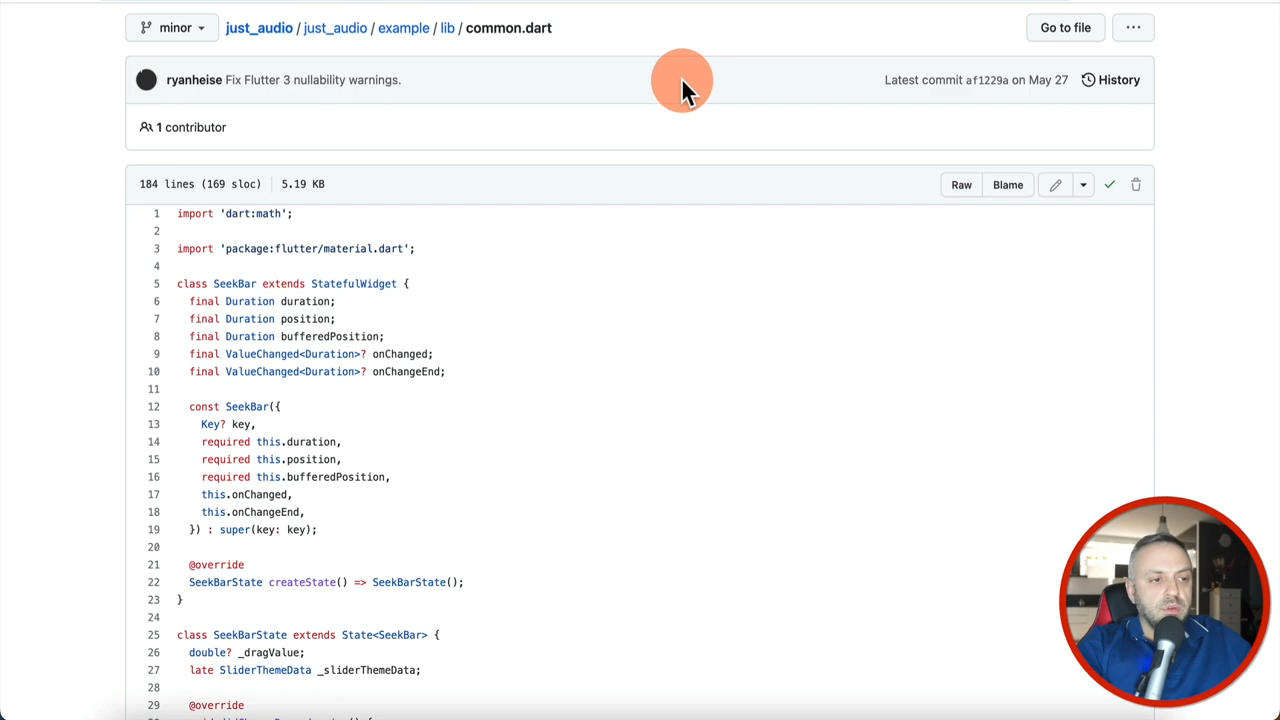 minor just_audio / just_audio / example / lib / common.dart Go to file ...
ryanheise Fix Flutter 3 nullability warnings. Latest commit af1229a on May 27 History
1 contributor
184 lines (169 sloc) 5.19 KB Raw Blame
1 import 'dart:math';
2
3 import 'package:flutter/material.dart';
4
5 class SeekBar extends StatefulWidget {
6 final Duration duration;
7 final Duration position;
8 final Duration bufferedPosition;
9 final ValueChanged<Duration>? onChanged;
10 final ValueChanged<Duration>? onChangeEnd;
11
12 const SeekBar({
13 Key? key,
14 required this.duration,
15 required this.position,
16 required this.bufferedPosition,
17 this.onChanged,
18 this.onChangeEnd,
19 }) : super(key: key);
20
21 @override
22 SeekBarState createState() => SeekBarState();
23 }
24
25 class SeekBarState extends State<SeekBar> {
26 double? _dragValue;
27 late SliderThemeData _sliderThemeData;
28
29 @override